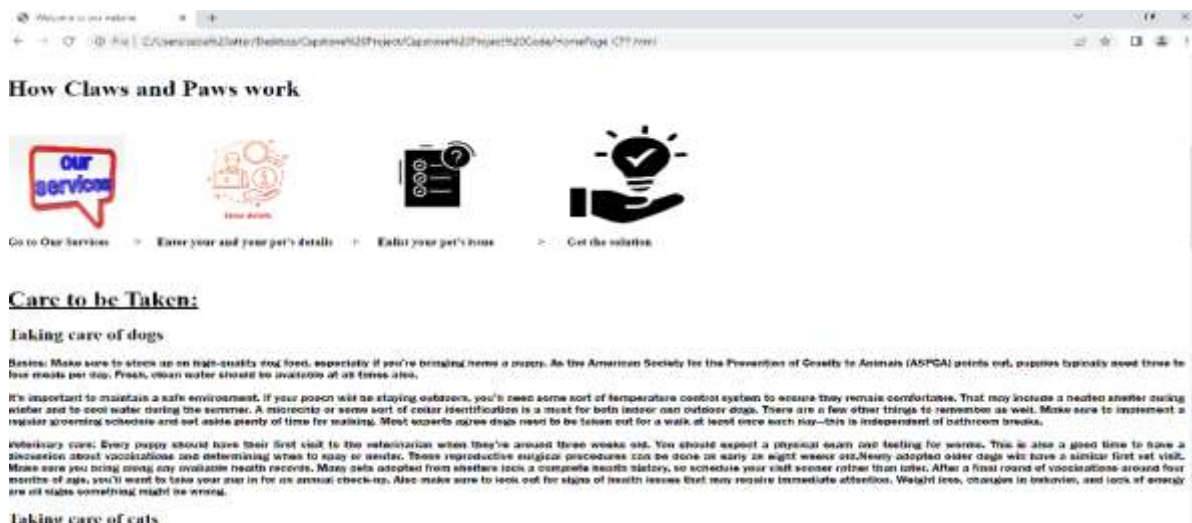 Welcome to our website
File | C:/Users/
How Claws and Paws work
our
services
Enter details
Go to Our Services > Enter your and your pet's details > Enlist your pet's issue > Get the solution
Care to be Taken:
Taking care of dogs
Basics: Make sure to stock up on high-quality dog food, especially if you're bringing home a puppy. As the American Society for the Prevention of Cruelty to Animals (ASPCA) points out, puppies typically need three to
four meals per day. Fresh, clean water should be available at all times also.
It's important to maintain a safe environment. If your pooch will be staying outdoors, you'll need some sort of temperature control system to ensure they remain comfortable. That may include a heated shelter during
winter and to cool water during the summer. A microchip or some sort of collar identification is a must for both indoor and outdoor dogs. There are a few other things to remember as well. Make sure to implement a
regular grooming schedule and set aside plenty of time for walking. Most experts agree dogs need to be taken out for a walk at least once each day—this is independent of bathroom breaks.
Veterinary care: Every puppy should have their first visit to the veterinarian when they're around three weeks old. You should expect a physical exam and testing for worms. This is also a good time to have a
discussion about vaccinations and determining when to spay or neuter. These reproductive surgical procedures can be done as early as eight weeks old.Newly adopted older dogs will have a similar first vet visit.
Make sure you bring along any available health records. Many pets adopted from shelters lack a complete health history, so schedule your visit sooner rather than later. After a final round of vaccinations around four
months of age, you'll want to take your pup in for an annual check-up. Also make sure to look out for signs of health issues that may require immediate attention. Weight loss, changes in behavior, and lack of energy
are all signs something might be wrong.
Taking care of cats